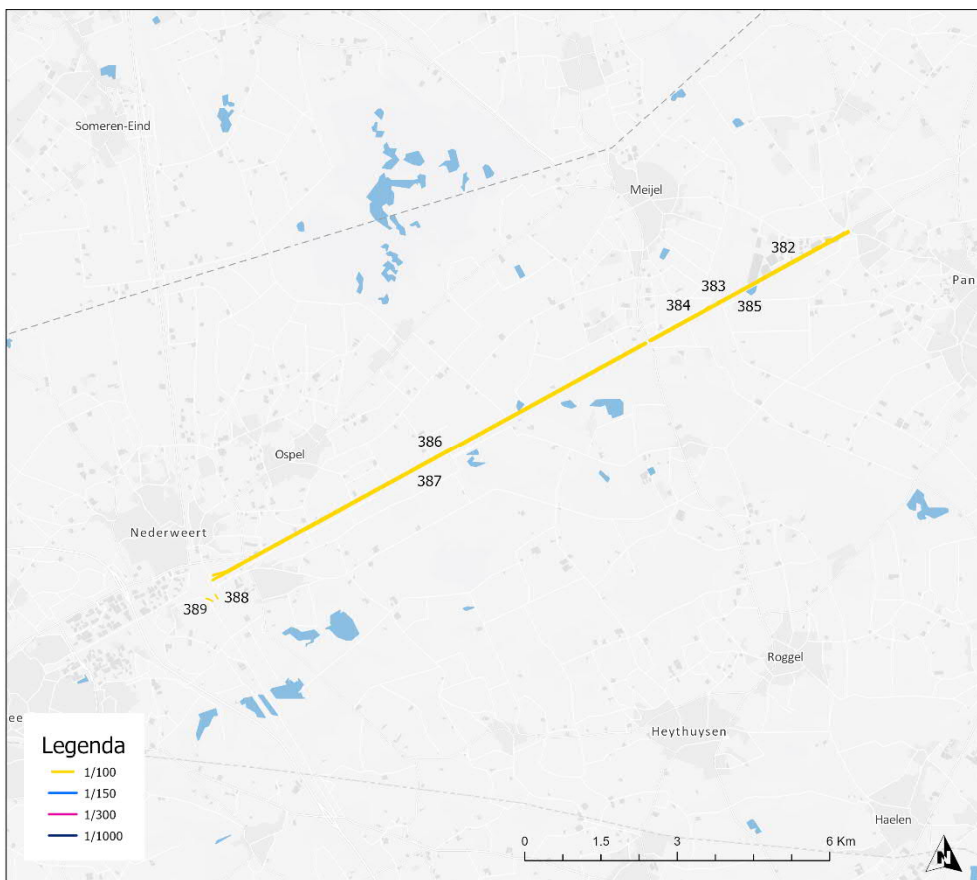 Someren-Eind
Meijel
382
Pan
383
384
385
386
Ospel
387
Nederweert
388
389
Roggel
ee
Heythuysen
Legenda
1/100
1/150
1/300
1/1000
Haelen
0 1.5 3 6 Km
N